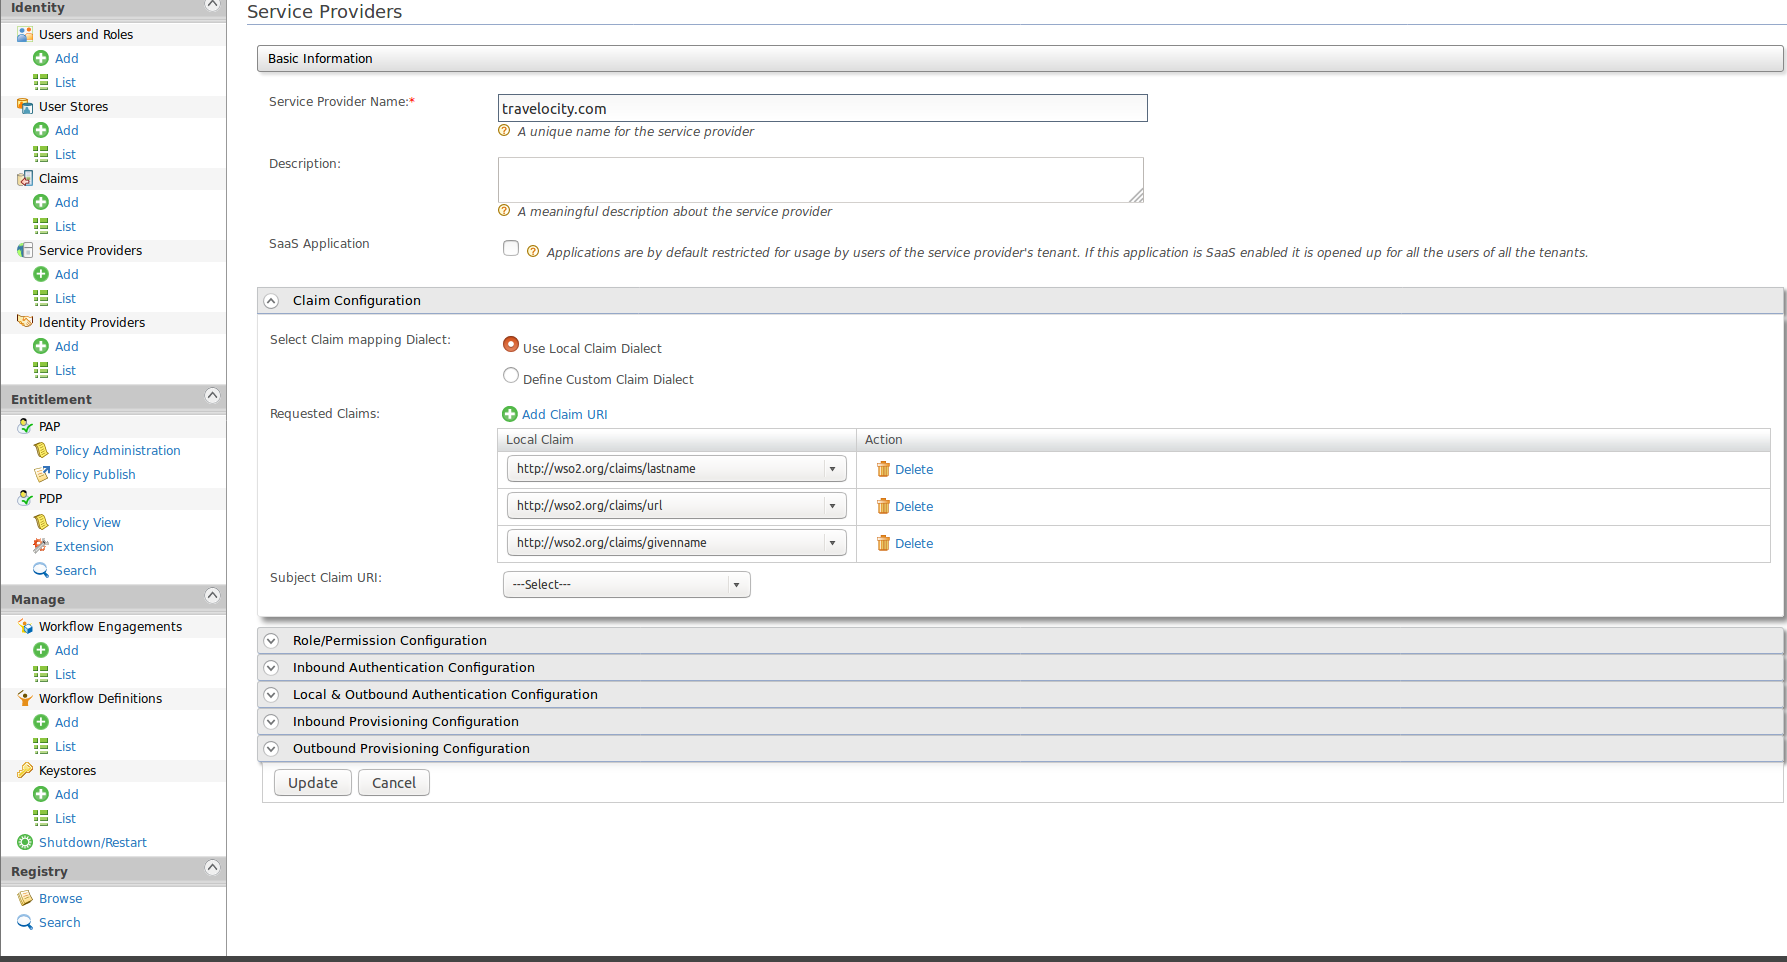 Identity
Users and Roles
Add
List
User Stores
Add
List
Claims
Add
List
Service Providers
Add
List
Identity Providers
Add
List
Entitlement
PAP
Policy Administration
Policy Publish
PDP
Policy View
Extension
Search
Manage
Workflow Engagements
Add
List
Workflow Definitions
Add
List
Keystores
Add
List
Shutdown/Restart
Registry
Browse
Search
Service Providers
Basic Information
Service Provider Name:*
travelocity.com
A unique name for the service provider
Description:
A meaningful description about the service provider
SaaS Application
Applications are by default restricted for usage by users of the service provider's tenant. If this application is SaaS enabled it is opened up for all the users of all the tenants.
Claim Configuration
Select Claim mapping Dialect:
Use Local Claim Dialect
Define Custom Claim Dialect
Requested Claims:
Add Claim URI
Local Claim Action
http://wso2.org/claims/lastname Delete
http://wso2.org/claims/url Delete
http://wso2.org/claims/givenname Delete
Subject Claim URI:
---Select---
Role/Permission Configuration
Inbound Authentication Configuration
Local & Outbound Authentication Configuration
Inbound Provisioning Configuration
Outbound Provisioning Configuration
Update Cancel